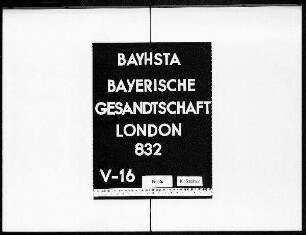 BAYHSTA
BAYERISCHE
GESANDTSCHAFT
LONDON
832
V-16